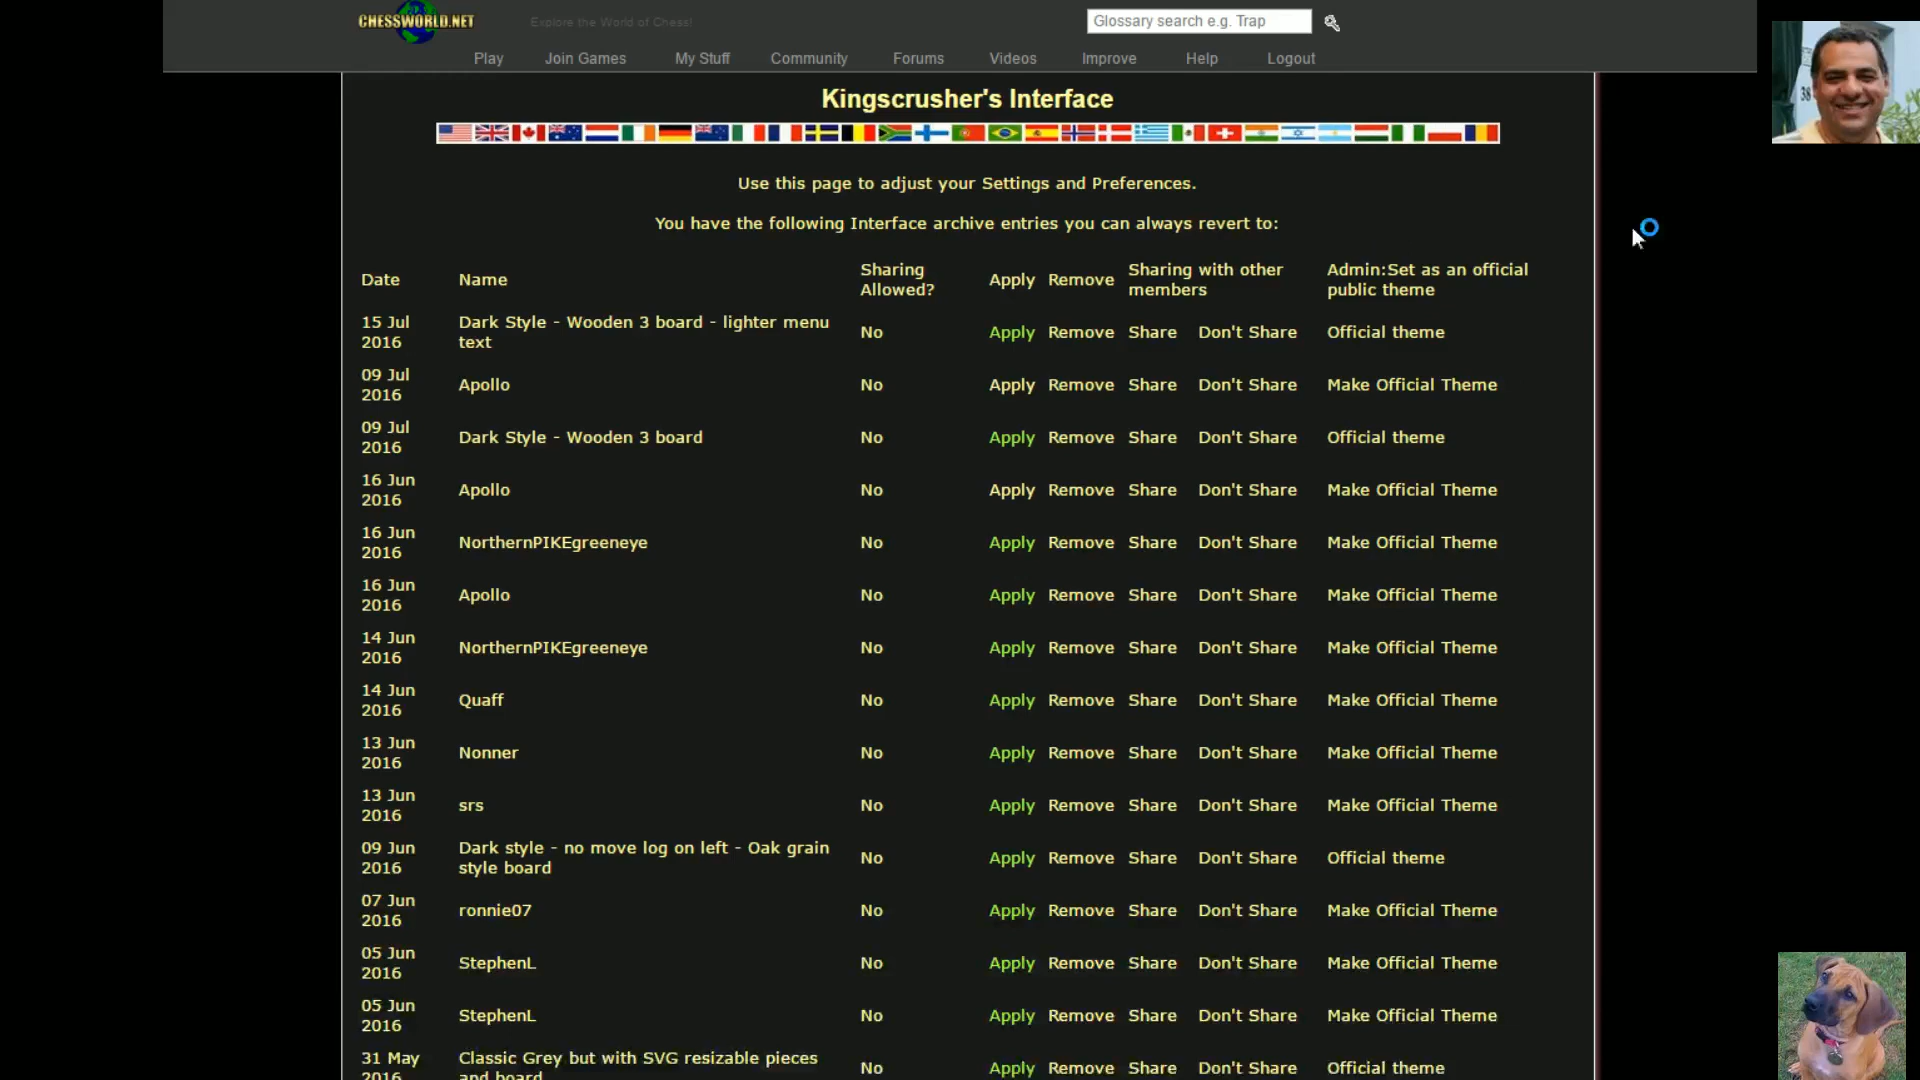 CHESSWORLD.NET
Explore the World of Chess!
Glossary search e.g. Trap
Play Join Games My Stuff Community Forums Videos Improve Help Logout
Kingscrusher's Interface
Use this page to adjust your Settings and Preferences.
You have the following Interface archive entries you can always revert to:
Date Name Sharing Allowed? Apply Remove Sharing with other members Admin:Set as an official public theme
15 Jul 2016 Dark Style - Wooden 3 board - lighter menu text No Apply Remove Share Don't Share Official theme
09 Jul 2016 Apollo No Apply Remove Share Don't Share Make Official Theme
09 Jul 2016 Dark Style - Wooden 3 board No Apply Remove Share Don't Share Official theme
16 Jun 2016 Apollo No Apply Remove Share Don't Share Make Official Theme
16 Jun 2016 NorthernPIKEgreeneye No Apply Remove Share Don't Share Make Official Theme
16 Jun 2016 Apollo No Apply Remove Share Don't Share Make Official Theme
14 Jun 2016 NorthernPIKEgreeneye No Apply Remove Share Don't Share Make Official Theme
14 Jun 2016 Quaff No Apply Remove Share Don't Share Make Official Theme
13 Jun 2016 Nonner No Apply Remove Share Don't Share Make Official Theme
13 Jun 2016 srs No Apply Remove Share Don't Share Make Official Theme
09 Jun 2016 Dark style - no move log on left - Oak grain style board No Apply Remove Share Don't Share Official theme
07 Jun 2016 ronnie07 No Apply Remove Share Don't Share Make Official Theme
05 Jun 2016 StephenL No Apply Remove Share Don't Share Make Official Theme
05 Jun 2016 StephenL No Apply Remove Share Don't Share Make Official Theme
31 May 2016 Classic Grey but with SVG resizable pieces and board No Apply Remove Share Don't Share Official theme
38